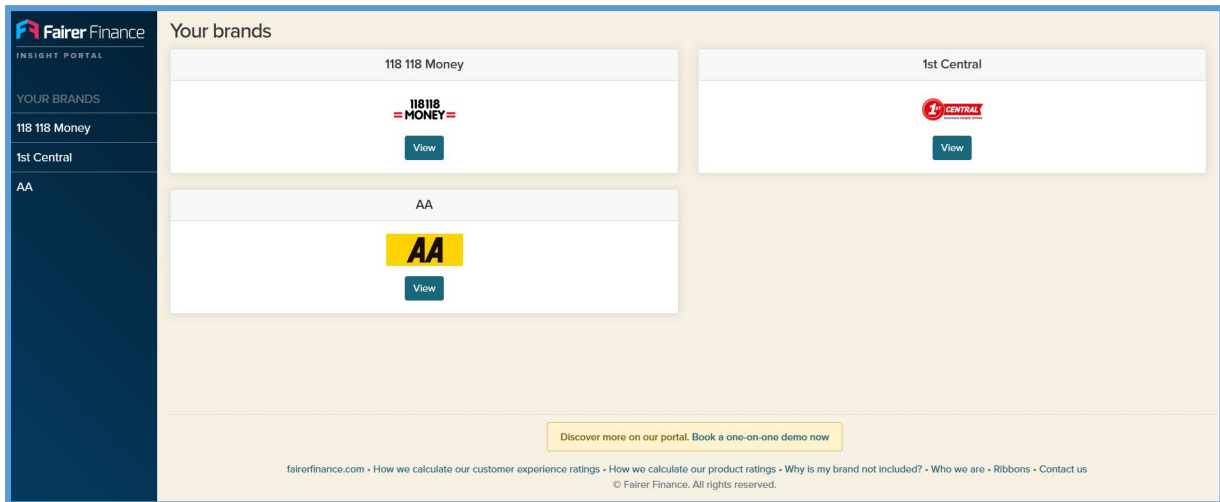 Fairer Finance
INSIGHT PORTAL
YOUR BRANDS
118 118 Money
1st Central
AA
Your brands
118 118 Money
118118
MONEY
View
1st Central
1ST CENTRAL
View
AA
AA
View
Discover more on our portal. Book a one-on-one demo now
fairerfinance.com • How we calculate our customer experience ratings • How we calculate our product ratings • Why is my brand not included? • Who we are • Ribbons • Contact us
© Fairer Finance. All rights reserved.